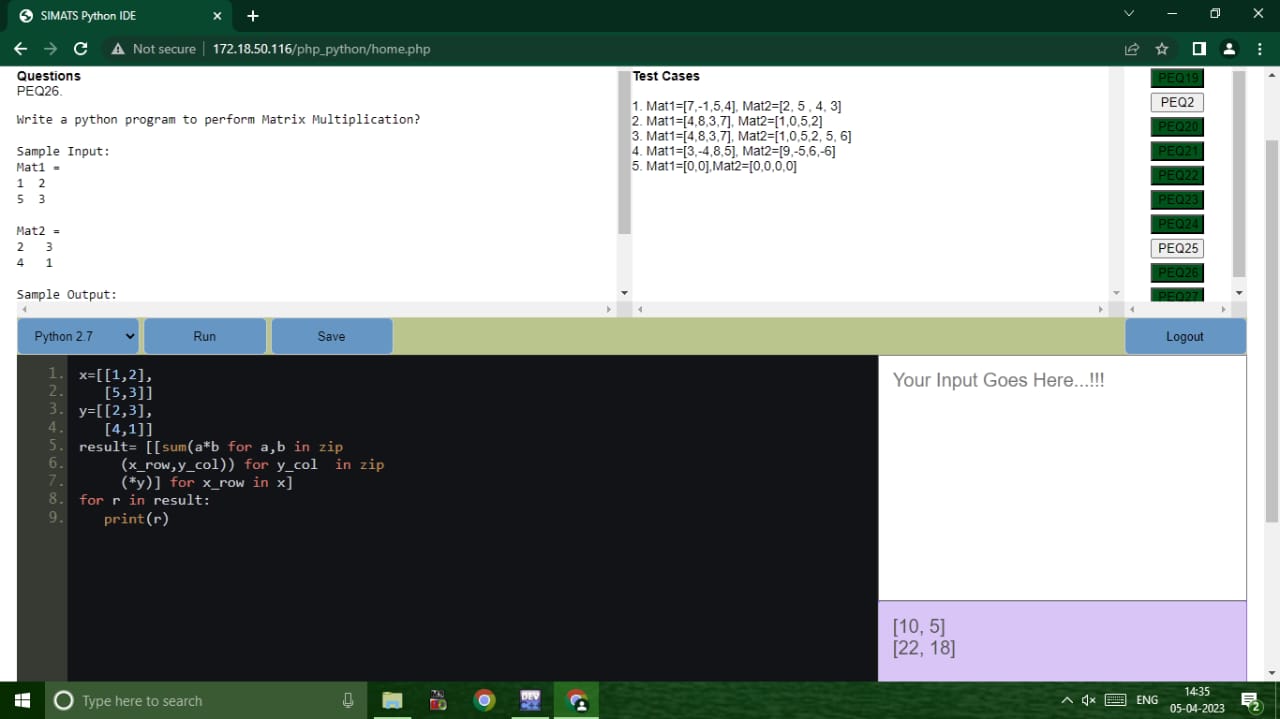 SIMATS Python IDE
Not secure 172.18.50.116/php_python/home.php
Questions
PEQ26.
Write a python program to perform Matrix Multiplication?
Sample Input:
Mat1 =
1 2
5 3
Mat2 =
2 3
4 1
Sample Output:
Test Cases
1. Mat1=[7,-1,5,4], Mat2=[2, 5 , 4, 3]
2. Mat1=[4,8,3,7], Mat2=[1,0,5,2]
3. Mat1=[4,8,3,7], Mat2=[1,0,5,2, 5, 6]
4. Mat1=[3,-4,8,5], Mat2=[9,-5,6,-6]
5. Mat1=[0,0],Mat2=[0,0,0,0]
PEQ19
PEQ2
PEQ20
PEQ21
PEQ22
PEQ23
PEQ24
PEQ25
PEQ26
PEQ27
Python 2.7 Run Save Logout
1. x=[[1,2],
2. [5,3]]
3. y=[[2,3],
4. [4,1]]
5. result= [[sum(a*b for a,b in zip
6. (x_row,y_col)) for y_col in zip
7. (*y)] for x_row in x]
8. for r in result:
9. print(r)
Your Input Goes Here...!!!
[10, 5]
[22, 18]
Type here to search
DEV
ENG
14:35
05-04-2023
2